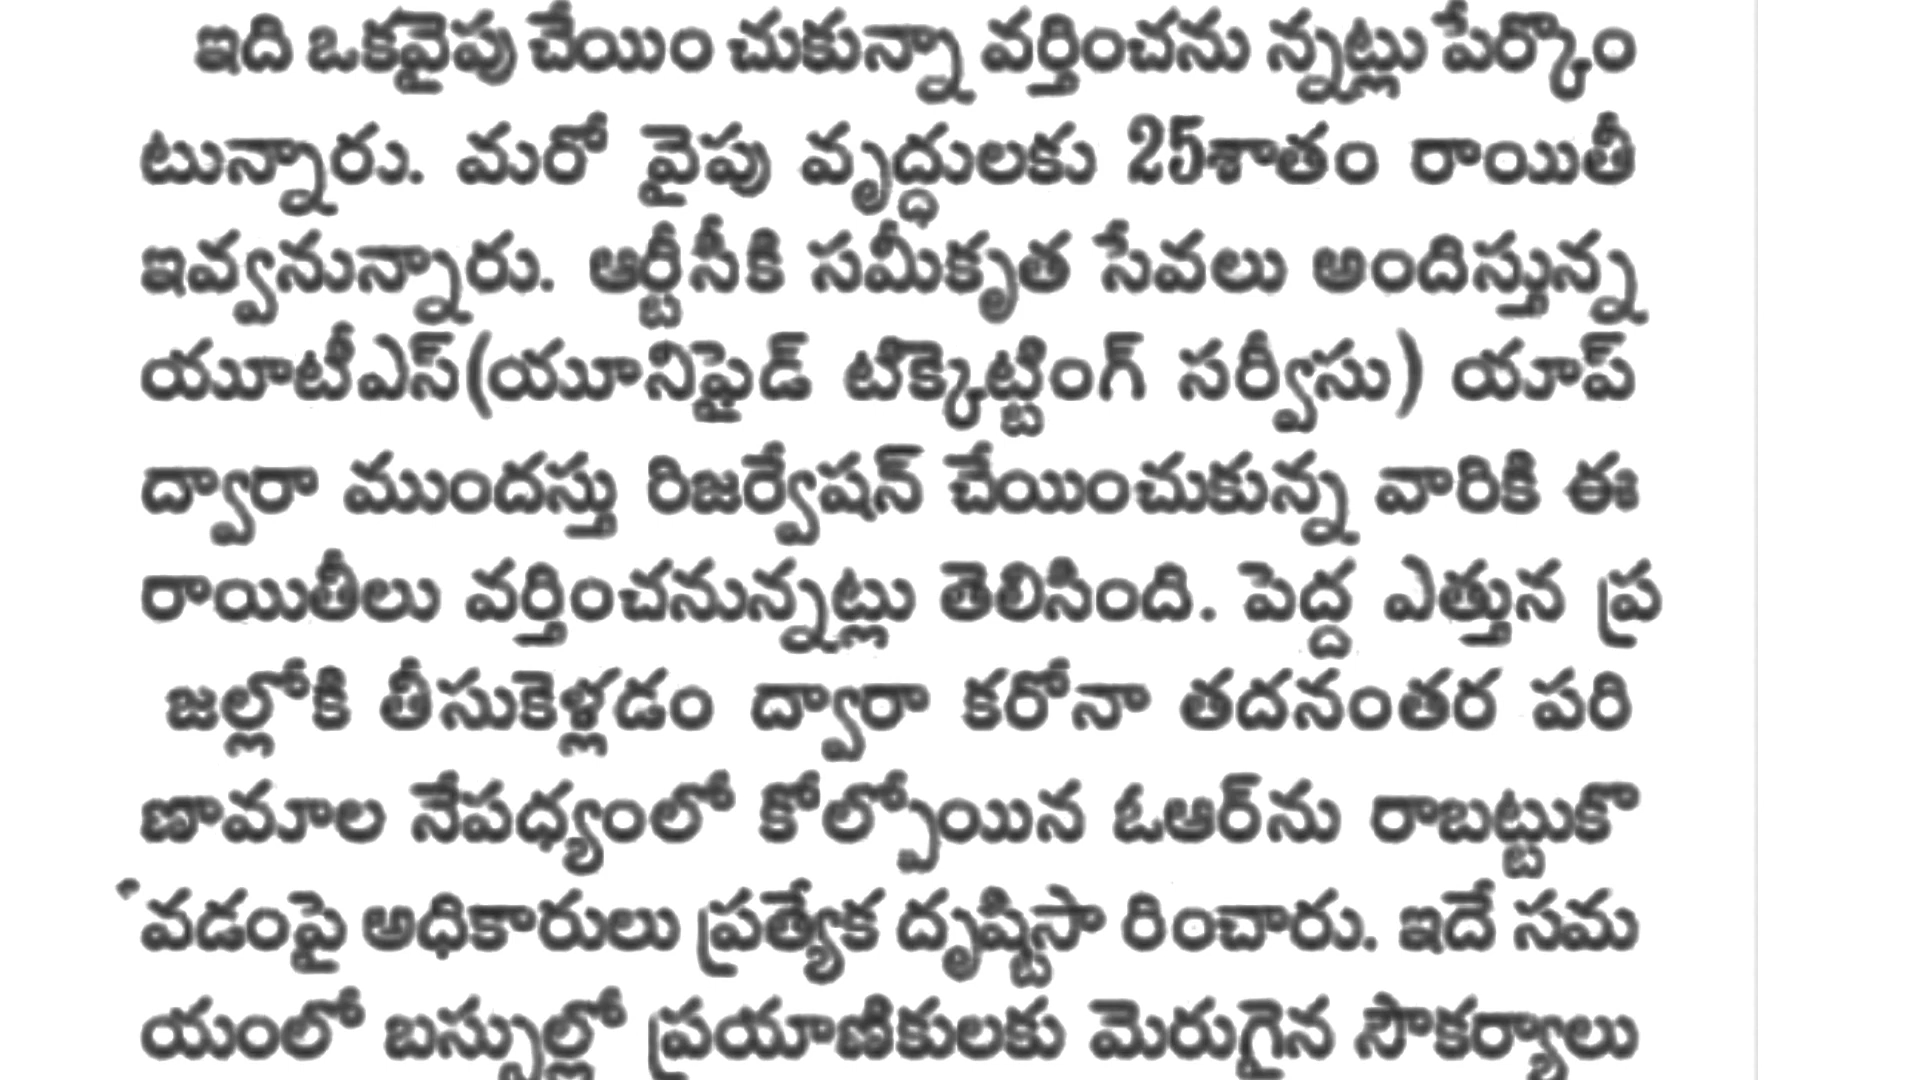 ఇది ఒకవైపు చేయిం చుకున్నా వర్తించను న్నట్లు పేర్కొం
టున్నారు. మరో వైపు వృద్ధులకు 25శాతం రాయితీ
ఇవ్వనున్నారు. ఆర్టీసీకి సమీకృత సేవలు అందిస్తున్న
యూటీఎస్(యూనిఫైడ్ టిక్కెట్టింగ్ సర్వీసు) యాప్
ద్వారా ముందస్తు రిజర్వేషన్ చేయించుకున్న వారికి ఈ
రాయితీలు వర్తించనున్నట్లు తెలిసింది. పెద్ద ఎత్తున ప్ర
జల్లోకి తీసుకెళ్లడం ద్వారా కరోనా తదనంతర పరి
ణామాల నేపధ్యంలో కోల్పోయిన ఓఆర్‌ను రాబట్టుకొ
వడంపై అధికారులు ప్రత్యేక దృష్టిసా రించారు. ఇదే సమ
యంలో బస్సుల్లో ప్రయాణికులకు మెరుగైన సౌకర్యాలు